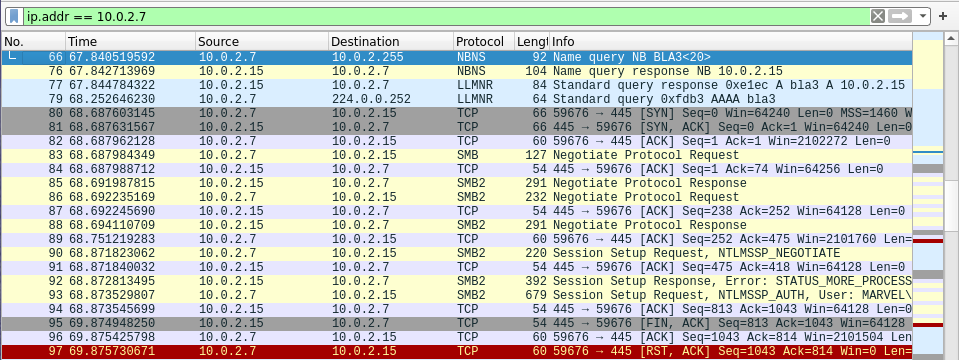 ip.addr == 10.0.2.7
No. Time Source Destination Protocol Lengt Info
66 67.840519592 10.0.2.7 10.0.2.255 NBNS 92 Name query NB BLA3<20>
76 67.842713969 10.0.2.15 10.0.2.7 NBNS 104 Name query response NB 10.0.2.15
77 67.844784322 10.0.2.15 10.0.2.7 LLMNR 84 Standard query response 0xe1ec A bla3 A 10.0.2.15
79 68.252646230 10.0.2.7 224.0.0.252 LLMNR 64 Standard query 0xfdb3 AAAA bla3
80 68.687603145 10.0.2.7 10.0.2.15 TCP 66 59676 → 445 [SYN] Seq=0 Win=64240 Len=0 MSS=1460 W
81 68.687631567 10.0.2.15 10.0.2.7 TCP 66 445 → 59676 [SYN, ACK] Seq=0 Ack=1 Win=64240 Len=0
82 68.687962128 10.0.2.7 10.0.2.15 TCP 60 59676 → 445 [ACK] Seq=1 Ack=1 Win=2102272 Len=0
83 68.687984349 10.0.2.7 10.0.2.15 SMB 127 Negotiate Protocol Request
84 68.687988712 10.0.2.15 10.0.2.7 TCP 54 445 → 59676 [ACK] Seq=1 Ack=74 Win=64256 Len=0
85 68.691987815 10.0.2.15 10.0.2.7 SMB2 291 Negotiate Protocol Response
86 68.692235169 10.0.2.7 10.0.2.15 SMB2 232 Negotiate Protocol Request
87 68.692245690 10.0.2.15 10.0.2.7 TCP 54 445 → 59676 [ACK] Seq=238 Ack=252 Win=64128 Len=0
88 68.694110709 10.0.2.15 10.0.2.7 SMB2 291 Negotiate Protocol Response
89 68.751219283 10.0.2.7 10.0.2.15 TCP 60 59676 → 445 [ACK] Seq=252 Ack=475 Win=2101760 Len=
90 68.871823062 10.0.2.7 10.0.2.15 SMB2 220 Session Setup Request, NTLMSSP_NEGOTIATE
91 68.871840032 10.0.2.15 10.0.2.7 TCP 54 445 → 59676 [ACK] Seq=475 Ack=418 Win=64128 Len=0
92 68.872813495 10.0.2.15 10.0.2.7 SMB2 392 Session Setup Response, Error: STATUS_MORE_PROCESS
93 68.873529807 10.0.2.7 10.0.2.15 SMB2 679 Session Setup Request, NTLMSSP_AUTH, User: MARVEL\
94 68.873545699 10.0.2.15 10.0.2.7 TCP 54 445 → 59676 [ACK] Seq=813 Ack=1043 Win=64128 Len=0
95 69.874948250 10.0.2.15 10.0.2.7 TCP 54 445 → 59676 [FIN, ACK] Seq=813 Ack=1043 Win=64128
96 69.875425798 10.0.2.7 10.0.2.15 TCP 60 59676 → 445 [ACK] Seq=1043 Ack=814 Win=2101504 Len
97 69.875730671 10.0.2.7 10.0.2.15 TCP 60 59676 → 445 [RST, ACK] Seq=1043 Ack=814 Win=0 Len=